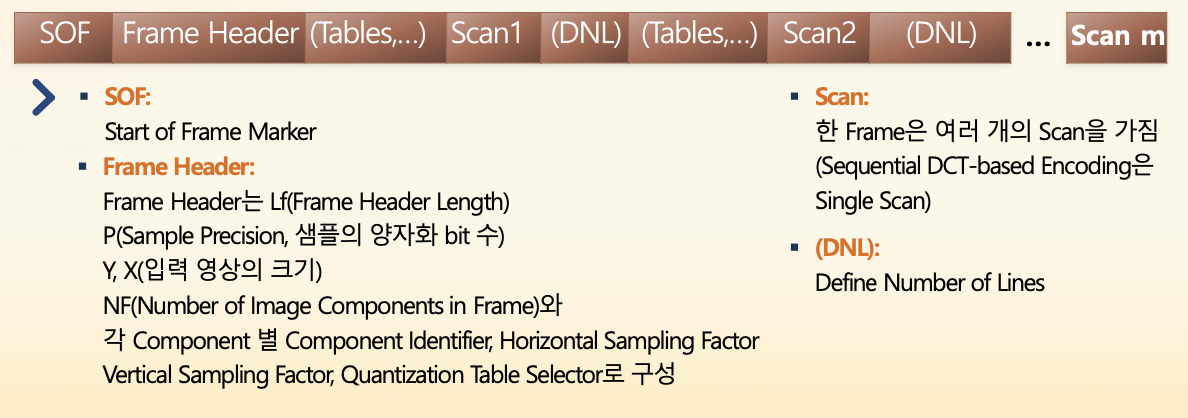 SOF Frame Header (Tables,...) Scan1 (DNL) (Tables,...) Scan2 (DNL) ... Scan m
SOF:
Start of Frame Marker
Frame Header:
Frame Header는 Lf(Frame Header Length)
P(Sample Precision, 샘플의 양자화 bit 수)
Y, X(입력 영상의 크기)
NF(Number of Image Components in Frame)와
각 Component 별 Component Identifier, Horizontal Sampling Factor
Vertical Sampling Factor, Quantization Table Selector로 구성
Scan:
한 Frame은 여러 개의 Scan을 가짐
(Sequential DCT-based Encoding은
Single Scan)
(DNL):
Define Number of Lines